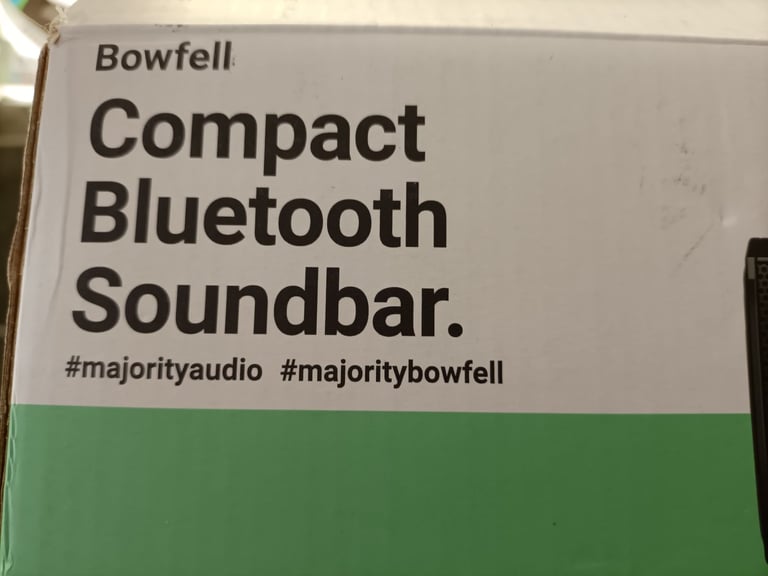 Bowfell
Compact
Bluetooth
Soundbar.
#majorityaudio #majoritybowfell